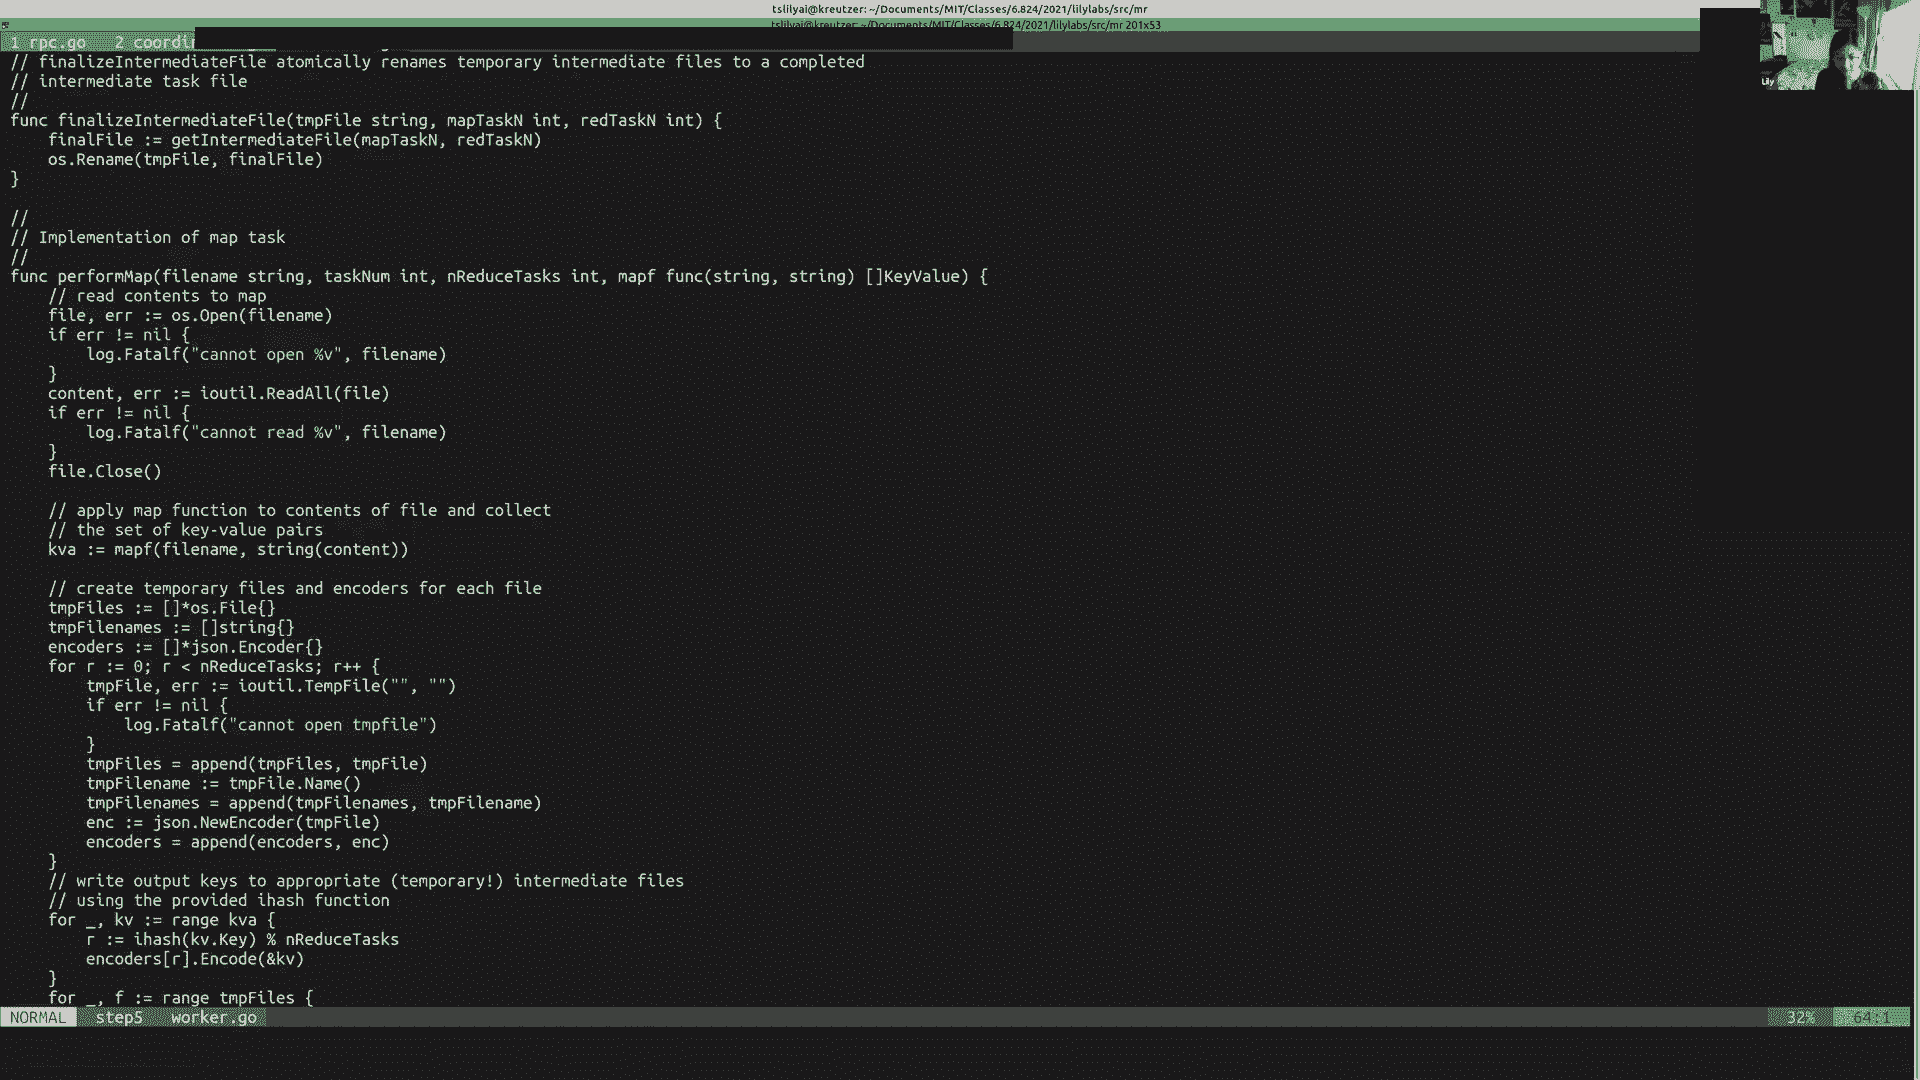 tslilyai@kreutzer: ~/Documents/MIT/Classes/6.824/2021/lilylabs/src/mr
tslilyai@kreutzer: ~/Documents/MIT/Classes/6.824/2021/lilylabs/src/mr 201x53
1 rpc.go 2 coordi
// finalizeIntermediateFile atomically renames temporary intermediate files to a completed
// intermediate task file
//
func finalizeIntermediateFile(tmpFile string, mapTaskN int, redTaskN int) {
    finalFile := getIntermediateFile(mapTaskN, redTaskN)
    os.Rename(tmpFile, finalFile)
}

//
// Implementation of map task
//
func performMap(filename string, taskNum int, nReduceTasks int, mapf func(string, string) []KeyValue) {
    // read contents to map
    file, err := os.Open(filename)
    if err != nil {
        log.Fatalf("cannot open %v", filename)
    }
    content, err := ioutil.ReadAll(file)
    if err != nil {
        log.Fatalf("cannot read %v", filename)
    }
    file.Close()

    // apply map function to contents of file and collect
    // the set of key-value pairs
    kva := mapf(filename, string(content))

    // create temporary files and encoders for each file
    tmpFiles := []*os.File{}
    tmpFilenames := []string{}
    encoders := []*json.Encoder{}
    for r := 0; r < nReduceTasks; r++ {
        tmpFile, err := ioutil.TempFile("", "")
        if err != nil {
            log.Fatalf("cannot open tmpfile")
        }
        tmpFiles = append(tmpFiles, tmpFile)
        tmpFilename := tmpFile.Name()
        tmpFilenames = append(tmpFilenames, tmpFilename)
        enc := json.NewEncoder(tmpFile)
        encoders = append(encoders, enc)
    }
    // write output keys to appropriate (temporary!) intermediate files
    // using the provided ihash function
    for _, kv := range kva {
        r := ihash(kv.Key) % nReduceTasks
        encoders[r].Encode(&kv)
    }
    for _, f := range tmpFiles {
NORMAL step5 worker.go 32% 64:1
Lily